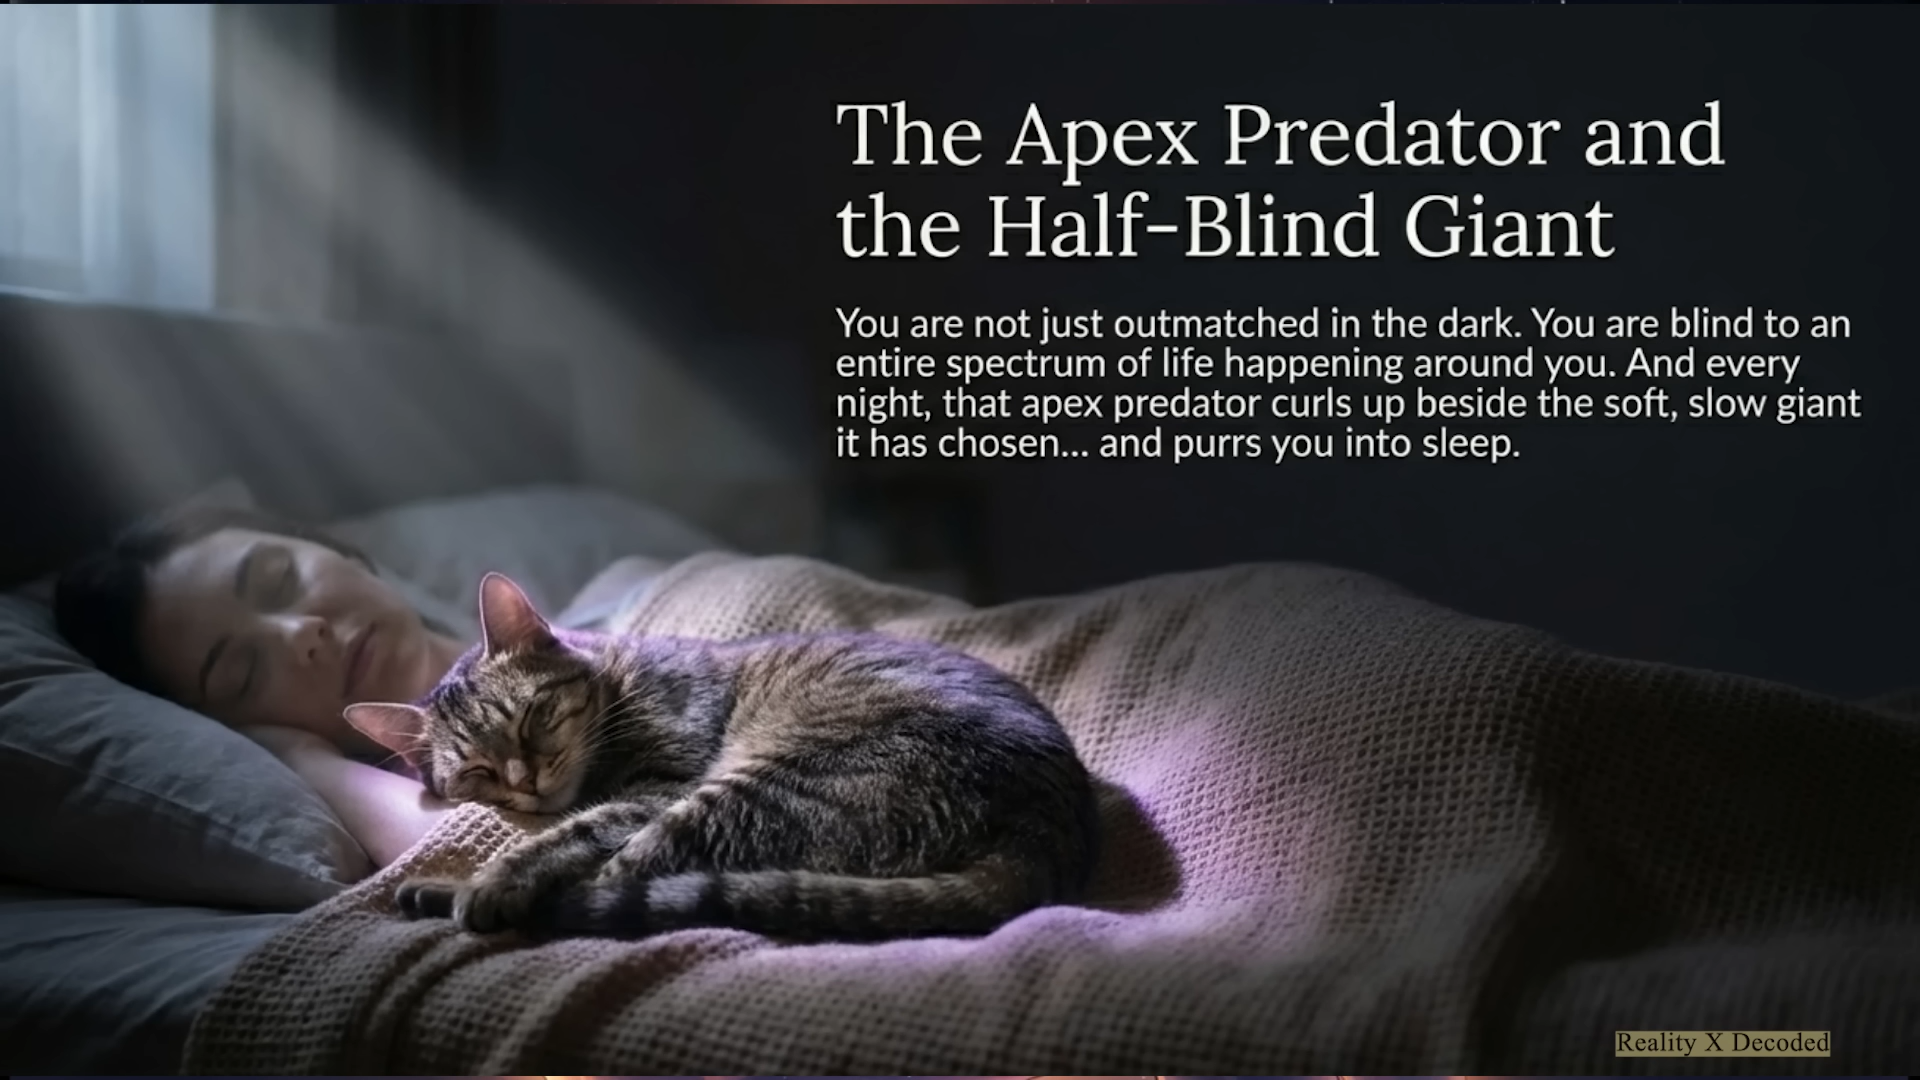 The Apex Predator and
the Half-Blind Giant
You are not just outmatched in the dark. You are blind to an
entire spectrum of life happening around you. And every
night, that apex predator curls up beside the soft, slow giant
it has chosen... and purrs you into sleep.
Reality X Decoded